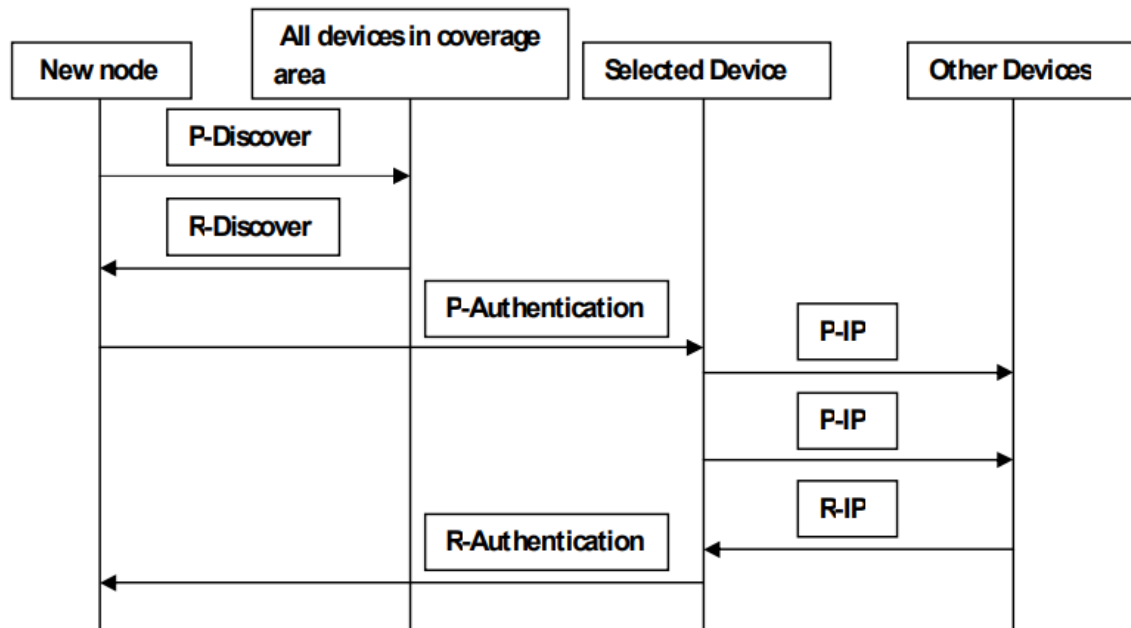 New node
All devices in coverage
area
Selected Device
Other Devices
P-Discover
R-Discover
P-Authentication
P-IP
P-IP
R-IP
R-Authentication